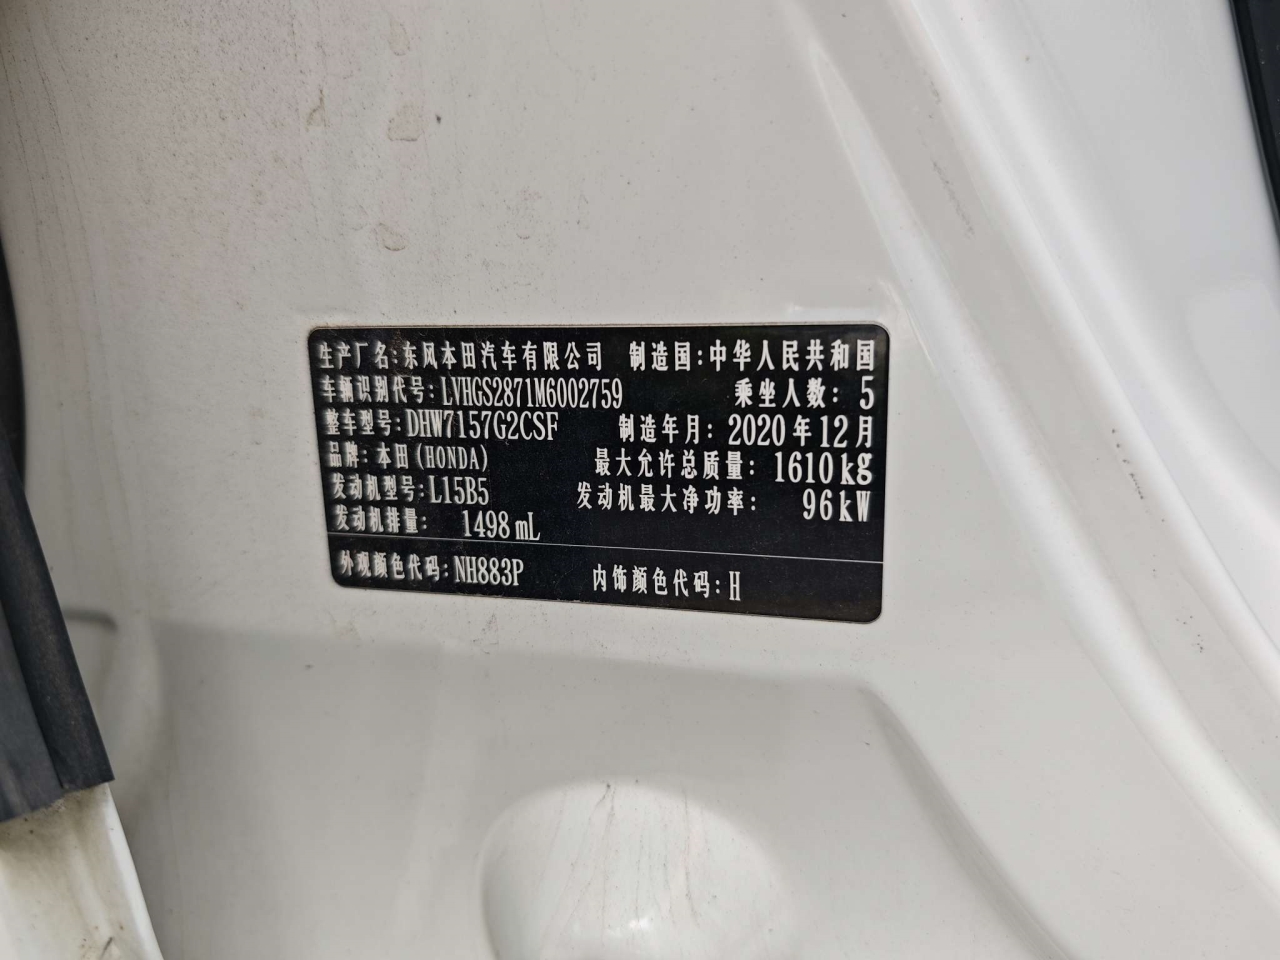 生产厂名:东风本田汽车有限公司 制造国:中华人民共和国
车辆识别代号:LVHGS2871M6002759 乘坐人数: 5
整车型号:DHW7157G2CSF 制造年月: 2020年12月
品牌:本田(HONDA) 最大允许总质量: 1610kg
发动机型号:L15B5 发动机最大净功率: 96kW
发动机排量: 1498mL
外观颜色代码:NH883P 内饰颜色代码:H